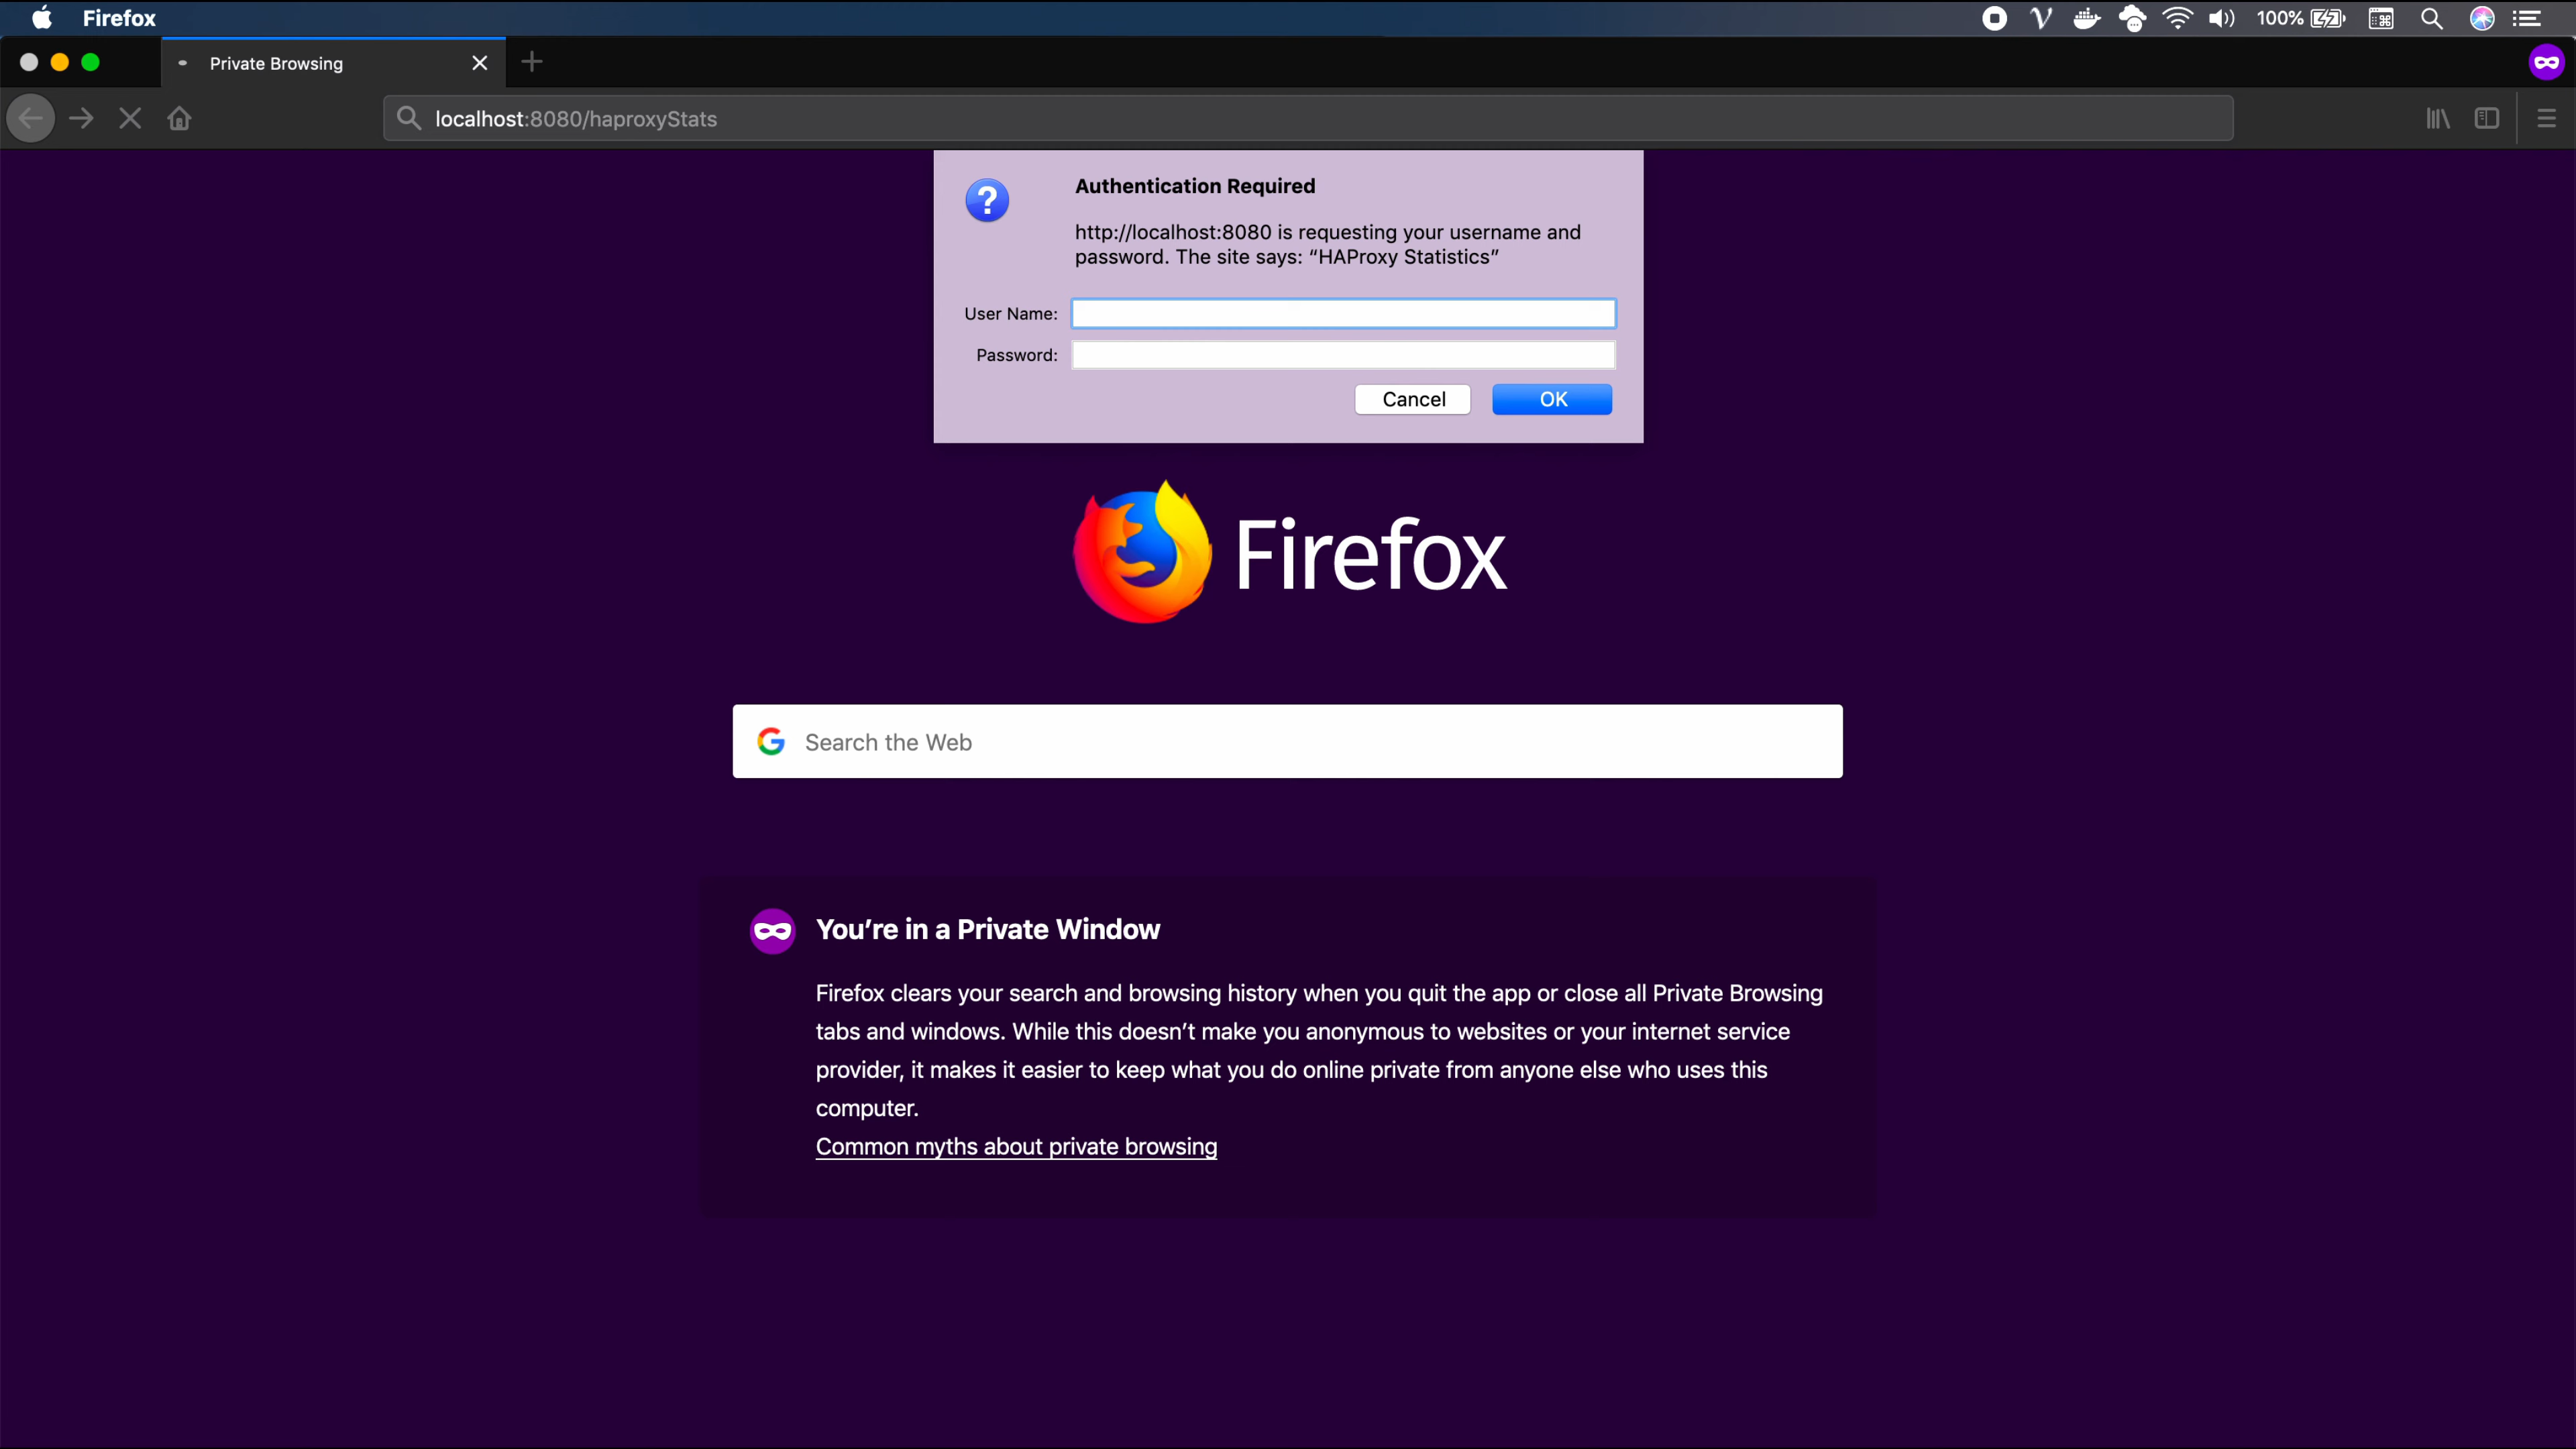 Firefox
100%
Private Browsing
localhost:8080/haproxyStats
Authentication Required
http://localhost:8080 is requesting your username and
password. The site says: “HAProxy Statistics”
User Name:
Password:
Cancel
OK
Firefox
Search the Web
You’re in a Private Window
Firefox clears your search and browsing history when you quit the app or close all Private Browsing
tabs and windows. While this doesn’t make you anonymous to websites or your internet service
provider, it makes it easier to keep what you do online private from anyone else who uses this
computer.
Common myths about private browsing